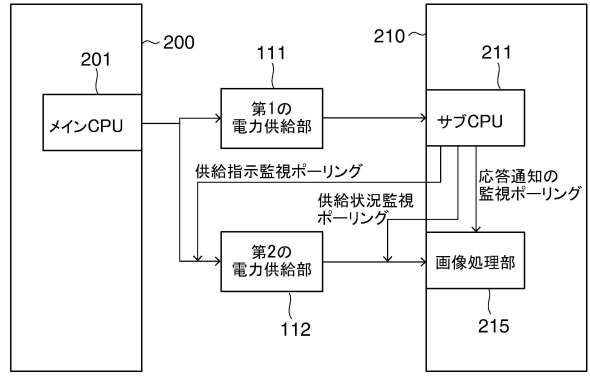 200
210
201
111
211
メインCPU
第1の
電力供給部
サブCPU
供給指示監視ポーリング
供給状況監視
ポーリング
応答通知の
監視ポーリング
第2の
電力供給部
画像処理部
112
215